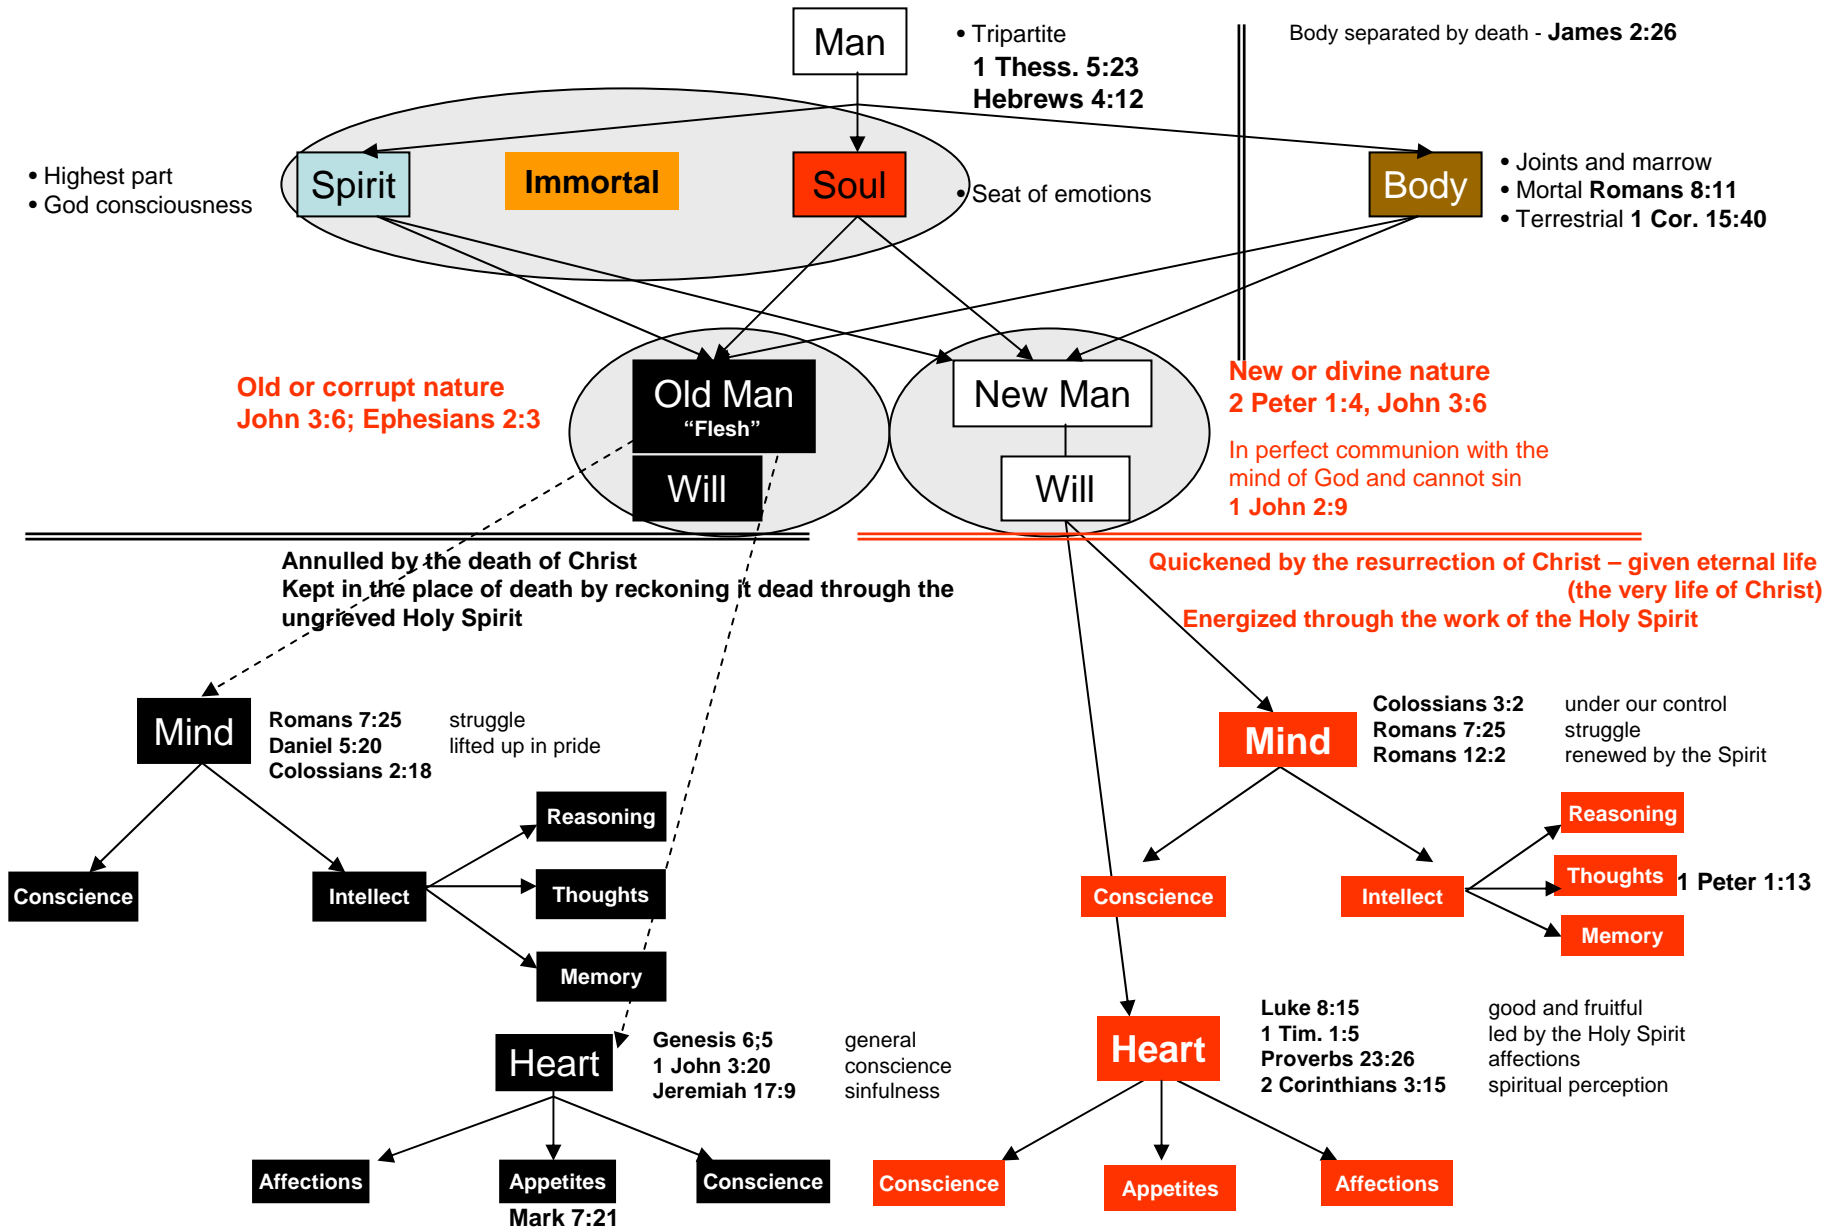 Man
• Tripartite
1 Thess. 5:23
Hebrews 4:12
Body separated by death - James 2:26
• Highest part
• God consciousness
Spirit
Immortal
Soul
• Seat of emotions
Body
• Joints and marrow
• Mortal Romans 8:11
• Terrestrial 1 Cor. 15:40
Old or corrupt nature
John 3:6; Ephesians 2:3
Old Man
“Flesh”
Will
New Man
Will
New or divine nature
2 Peter 1:4, John 3:6
In perfect communion with the
mind of God and cannot sin
1 John 2:9
Annulled by the death of Christ
Kept in the place of death by reckoning it dead through the
ungrieved Holy Spirit
Quickened by the resurrection of Christ – given eternal life
(the very life of Christ)
Energized through the work of the Holy Spirit
Mind
Romans 7:25 struggle
Daniel 5:20 lifted up in pride
Colossians 2:18
Conscience
Intellect
Reasoning
Thoughts
Memory
Mind
Colossians 3:2 under our control
Romans 7:25 struggle
Romans 12:2 renewed by the Spirit
Conscience
Intellect
Reasoning
Thoughts
1 Peter 1:13
Memory
Heart
Genesis 6;5 general
1 John 3:20 conscience
Jeremiah 17:9 sinfulness
Affections
Appetites
Conscience
Mark 7:21
Heart
Luke 8:15 good and fruitful
1 Tim. 1:5 led by the Holy Spirit
Proverbs 23:26 affections
2 Corinthians 3:15 spiritual perception
Conscience
Appetites
Affections